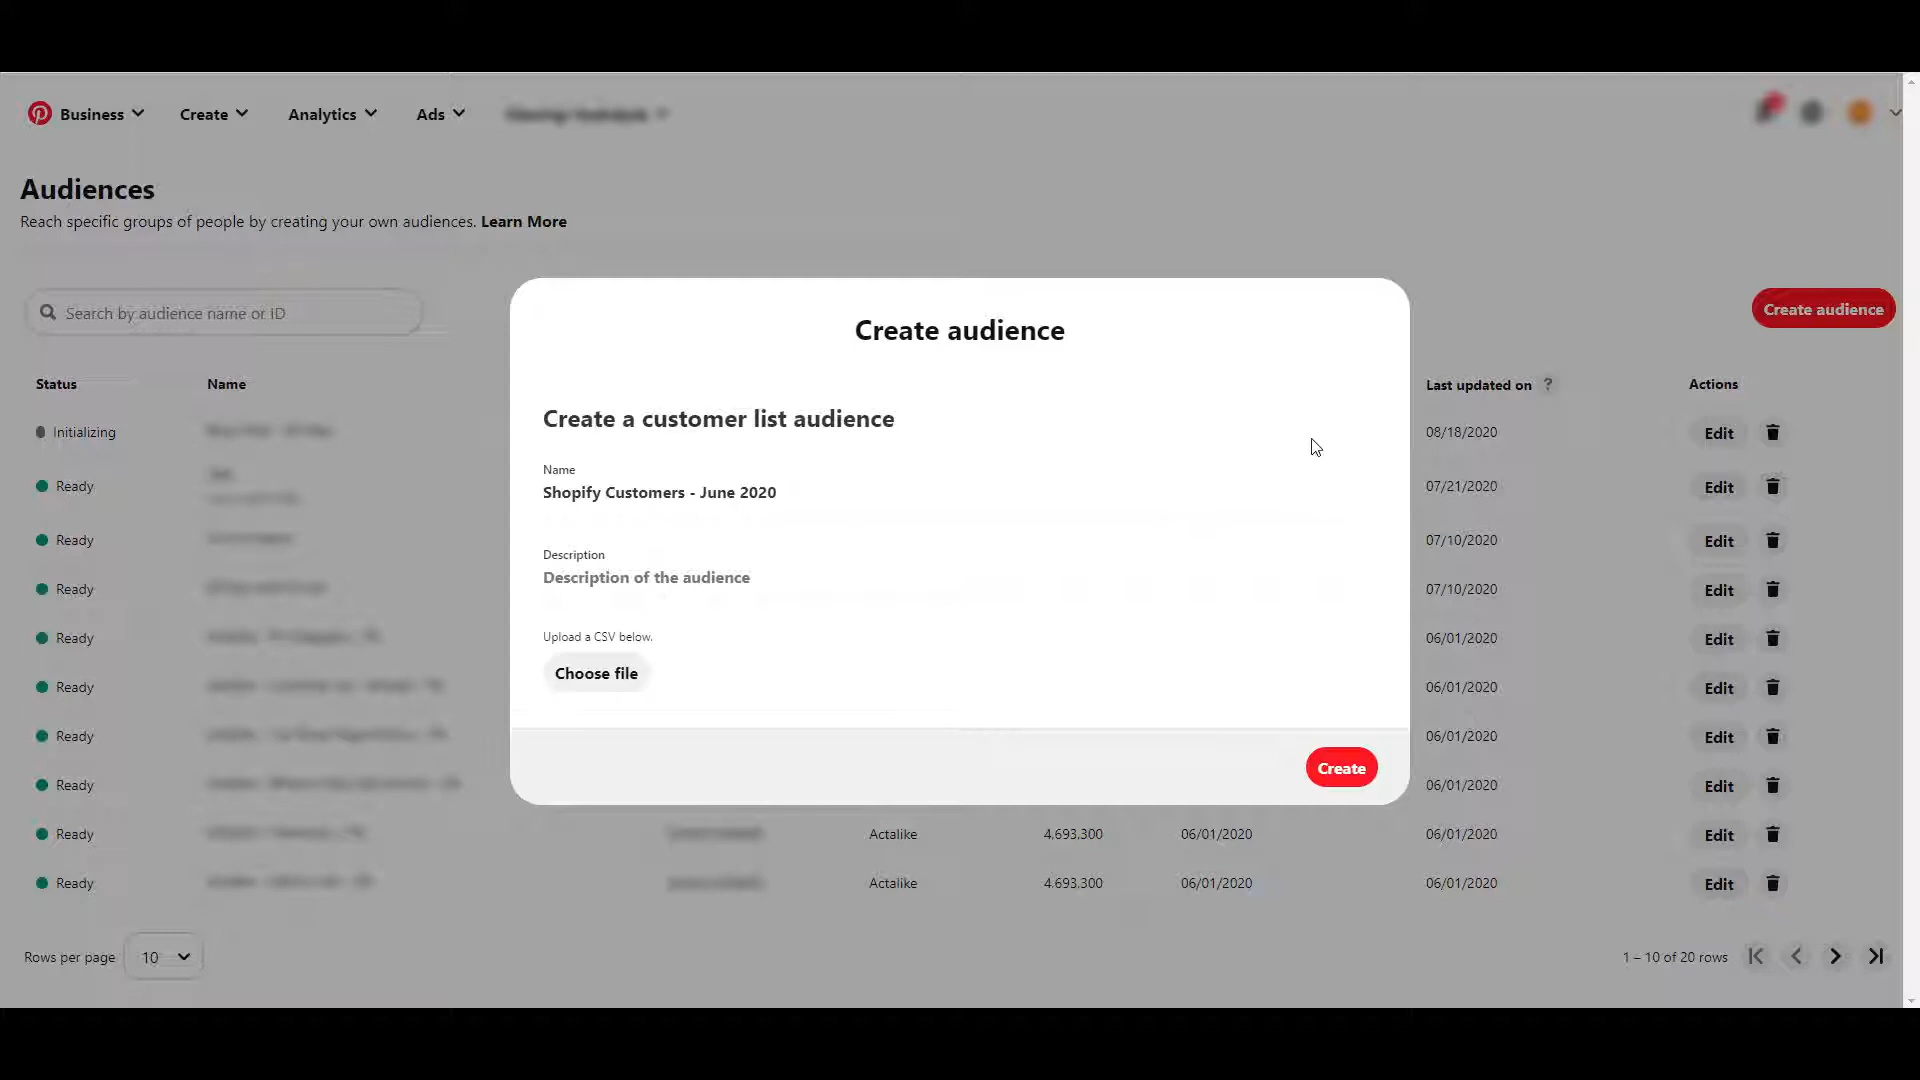 Business Create Analytics Ads
Audiences
Reach specific groups of people by creating your own audiences. Learn More
Search by audience name or ID
Create audience
Status Name Last updated on ? Actions
Initializing 08/18/2020 Edit
Ready 07/21/2020 Edit
Ready 07/10/2020 Edit
Ready 07/10/2020 Edit
Ready 06/01/2020 Edit
Ready 06/01/2020 Edit
Ready 06/01/2020 Edit
Ready 06/01/2020 Edit
Ready Actalike 4,693,300 06/01/2020 06/01/2020 Edit
Ready Actalike 4,693,300 06/01/2020 06/01/2020 Edit
Rows per page 10 1 – 10 of 20 rows
Create audience
Create a customer list audience
Name
Shopify Customers - June 2020
Description
Description of the audience
Upload a CSV below.
Choose file
Create